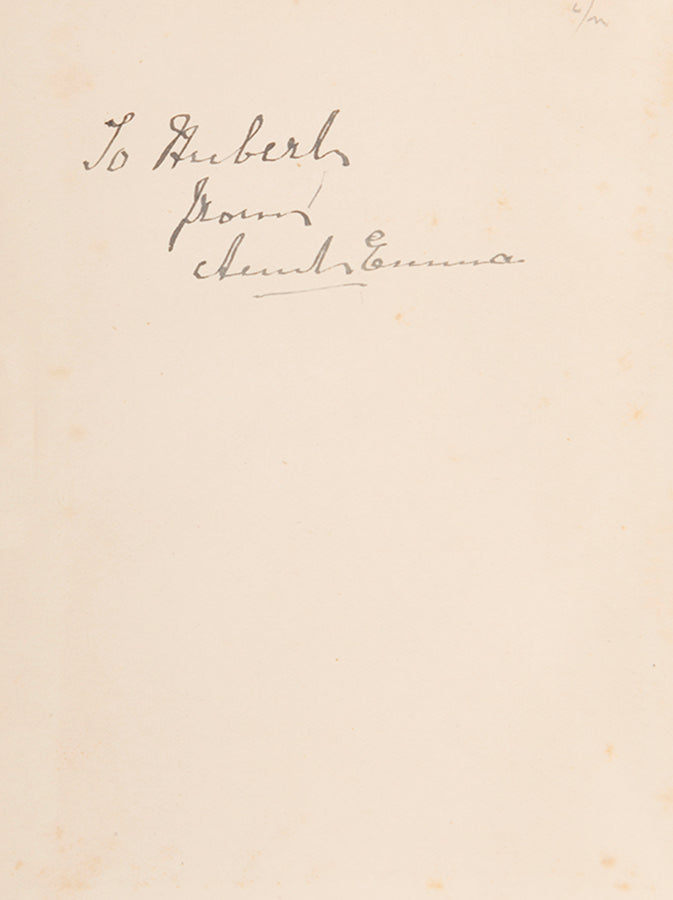 To Hubert
from
Aunt Emma